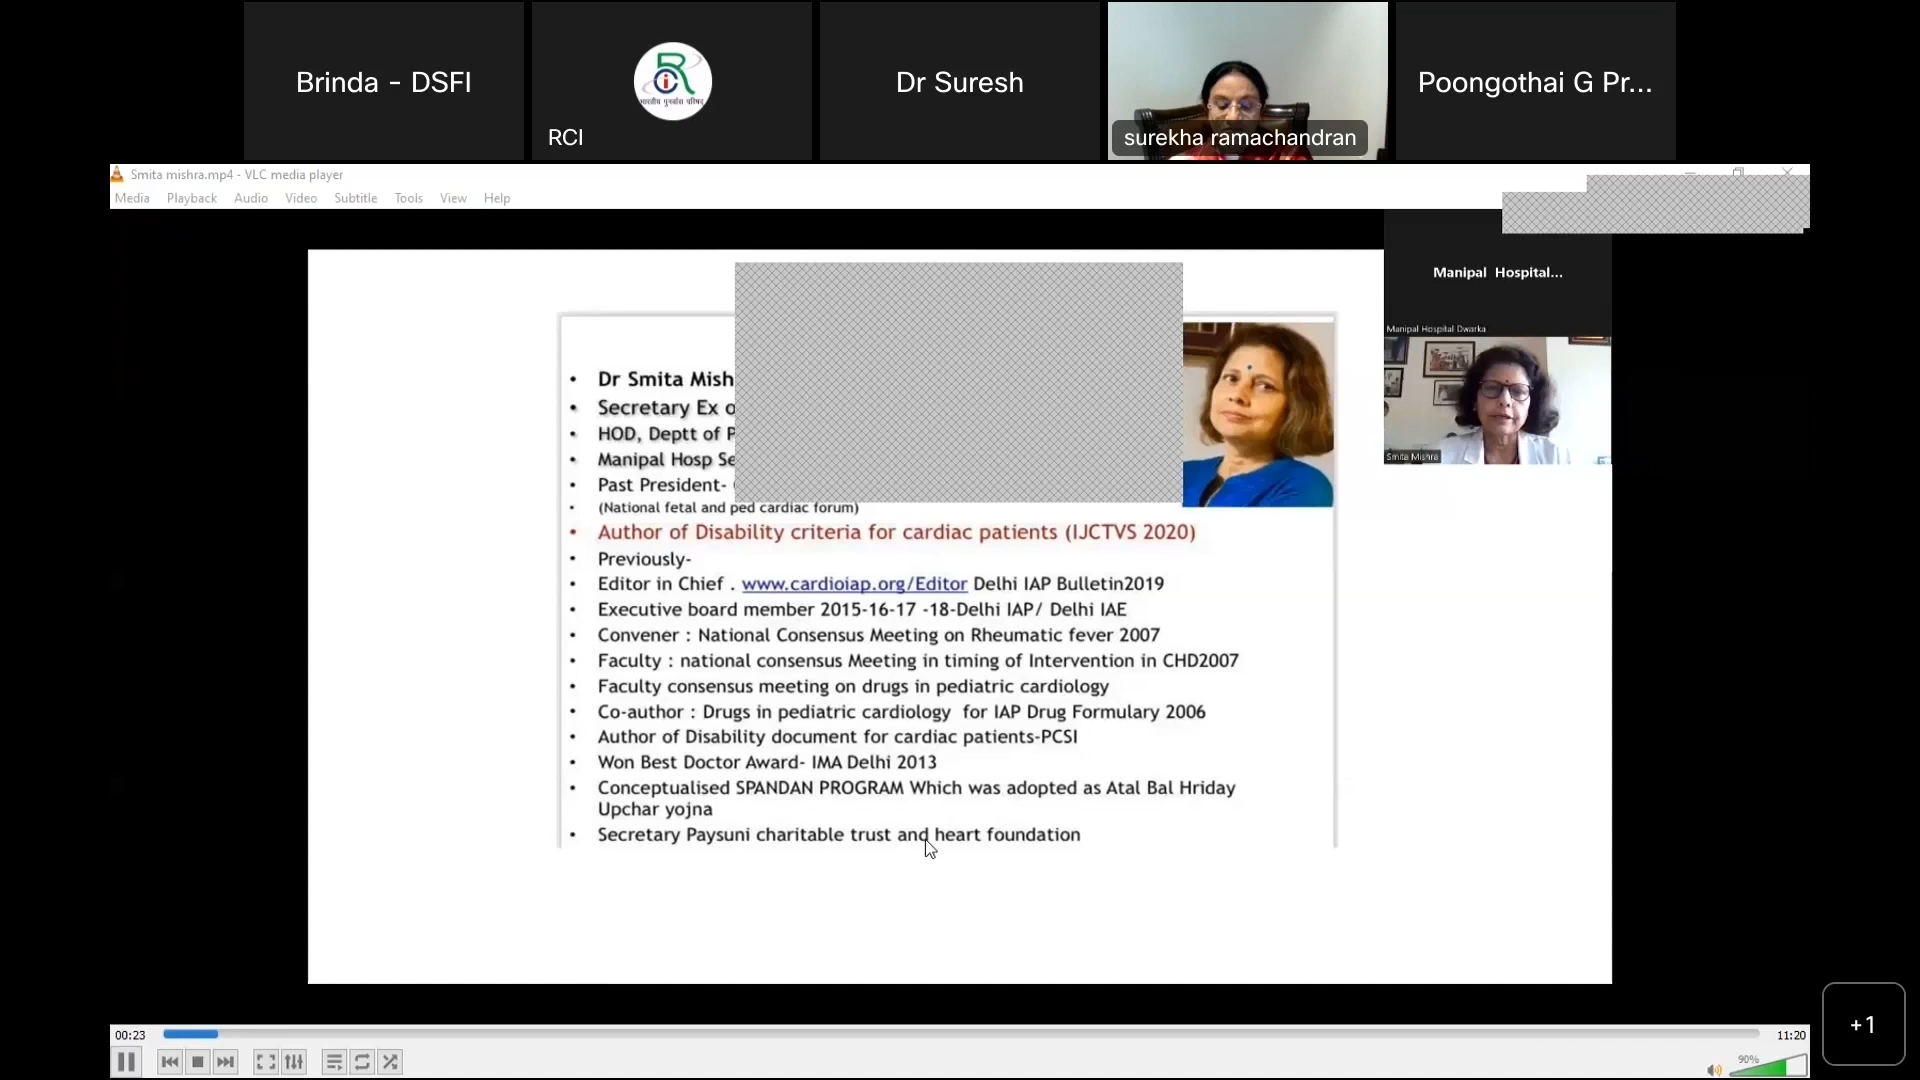 Brinda - DSFI
भारतीय पुनर्वास परिषद
RCI
Dr Suresh
surekha ramachandran
Poongothai G Pr...
Smita mishra.mp4 - VLC media player
Media Playback Audio Video Subtitle Tools View Help
Manipal Hospital...
Manipal Hospital Dwarka
Smita Mishra
• Dr Smita Mish
• Secretary Ex o
• HOD, Deptt of P
• Manipal Hosp Se
• Past President-
• (National fetal and ped cardiac forum)
• Author of Disability criteria for cardiac patients (IJCTVS 2020)
• Previously-
• Editor in Chief . www.cardioiap.org/Editor Delhi IAP Bulletin2019
• Executive board member 2015-16-17 -18-Delhi IAP/ Delhi IAE
• Convener : National Consensus Meeting on Rheumatic fever 2007
• Faculty : national consensus Meeting in timing of Intervention in CHD2007
• Faculty consensus meeting on drugs in pediatric cardiology
• Co-author : Drugs in pediatric cardiology for IAP Drug Formulary 2006
• Author of Disability document for cardiac patients-PCSI
• Won Best Doctor Award- IMA Delhi 2013
• Conceptualised SPANDAN PROGRAM Which was adopted as Atal Bal Hriday
Upchar yojna
• Secretary Paysuni charitable trust and heart foundation
00:23
11:20
90%
+1